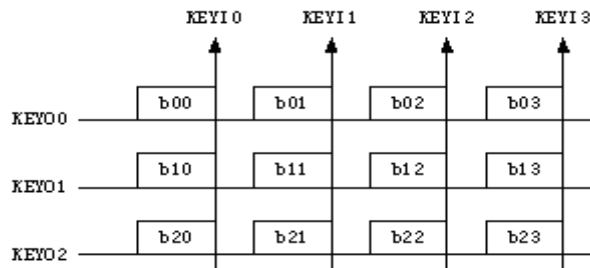 KEYI0 KEYI1 KEYI2 KEYI3
b00 b01 b02 b03
KEYO0
b10 b11 b12 b13
KEYO1
b20 b21 b22 b23
KEYO2